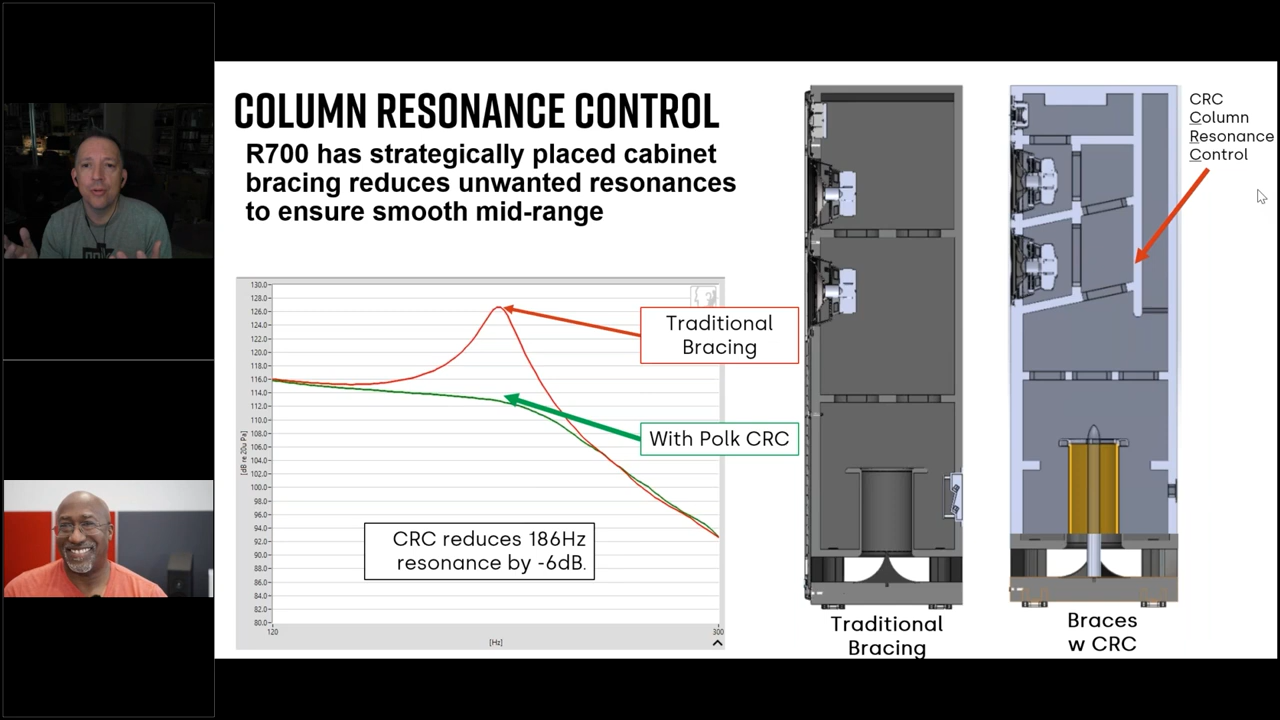 COLUMN RESONANCE CONTROL
R700 has strategically placed cabinet
bracing reduces unwanted resonances
to ensure smooth mid-range
130.0
128.0
126.0
124.0
122.0
120.0
118.0
116.0
114.0
112.0
110.0
108.0
106.0
104.0
102.0
100.0
98.0
96.0
94.0
92.0
90.0
88.0
86.0
84.0
82.0
80.0
[dB re 20u Pa]
120
[Hz]
300
Traditional
Bracing
With Polk CRC
CRC reduces 186Hz
resonance by -6dB.
Traditional
Bracing
Braces
w CRC
CRC
Column
Resonance
Control